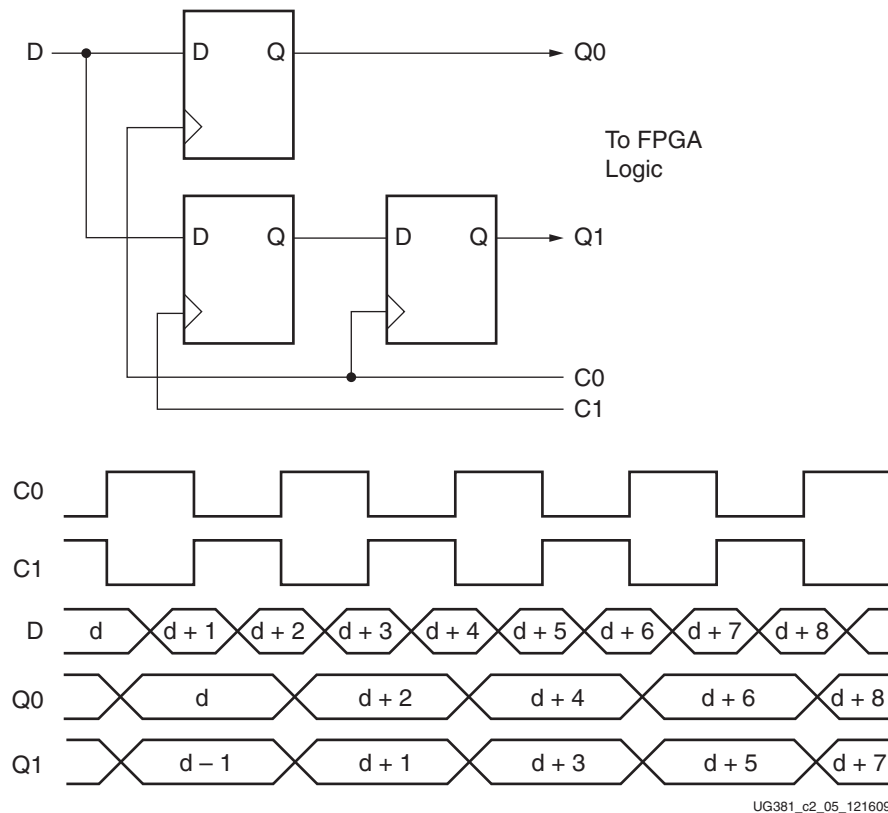 D
D Q
Q0
To FPGA
Logic
D Q
D Q
Q1
C0
C1
C0
C1
D
d
d + 1
d + 2
d + 3
d + 4
d + 5
d + 6
d + 7
d + 8
Q0
d
d + 2
d + 4
d + 6
d + 8
Q1
d – 1
d + 1
d + 3
d + 5
d + 7
UG381_c2_05_121609